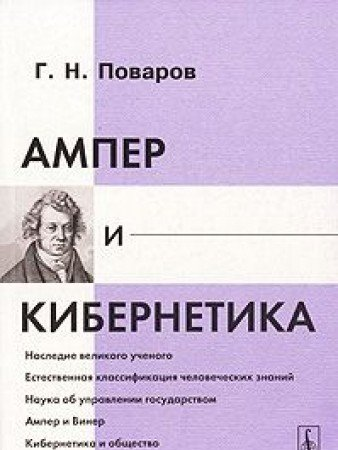 Г. Н. Поваров
АМПЕР
И
КИБЕРНЕТИКА
Наследие великого ученого
Естественная классификация человеческих знаний
Наука об управлении государством
Ампер и Винер
Кибернетика и общество